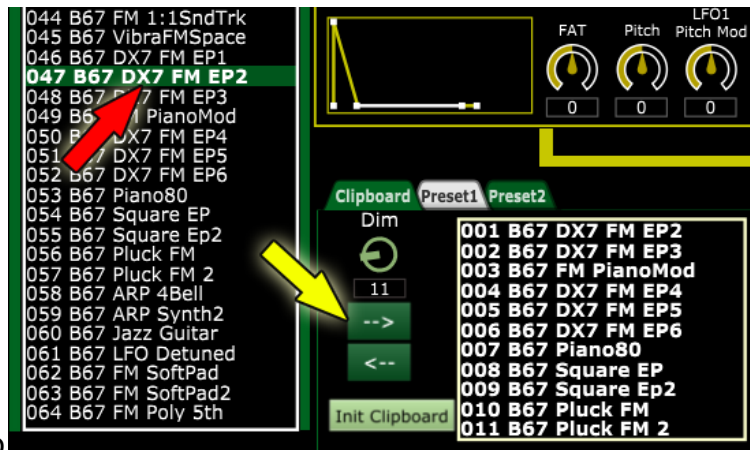 044 B67 FM 1:1SndTrk
045 B67 VibraFMSpace
046 B67 DX7 FM EP1
047 B67 DX7 FM EP2
048 B67 FM EP3
049 PianoMod
050 DX7 FM EP4
051 DX7 FM EP5
052 B67 DX7 FM EP6
053 B67 Piano80
054 B67 Square EP
055 B67 Square Ep2
056 B67 Pluck FM
057 B67 Pluck FM 2
058 B67 ARP 4Bell
059 B67 ARP Synth2
060 B67 Jazz Guitar
061 B67 LFO Detuned
062 B67 FM SoftPad
063 B67 FM SoftPad2
064 B67 FM Poly 5th
LFO1
FAT Pitch Pitch Mod
0 0 0
Clipboard Preset1 Preset2
Dim
11
-->
<--
Init Clipboard
001 B67 DX7 FM EP2
002 B67 DX7 FM EP3
003 B67 FM PianoMod
004 B67 DX7 FM EP4
005 B67 DX7 FM EP5
006 B67 DX7 FM EP6
007 B67 Piano80
008 B67 Square EP
009 B67 Square Ep2
010 B67 Pluck FM
011 B67 Pluck FM 2